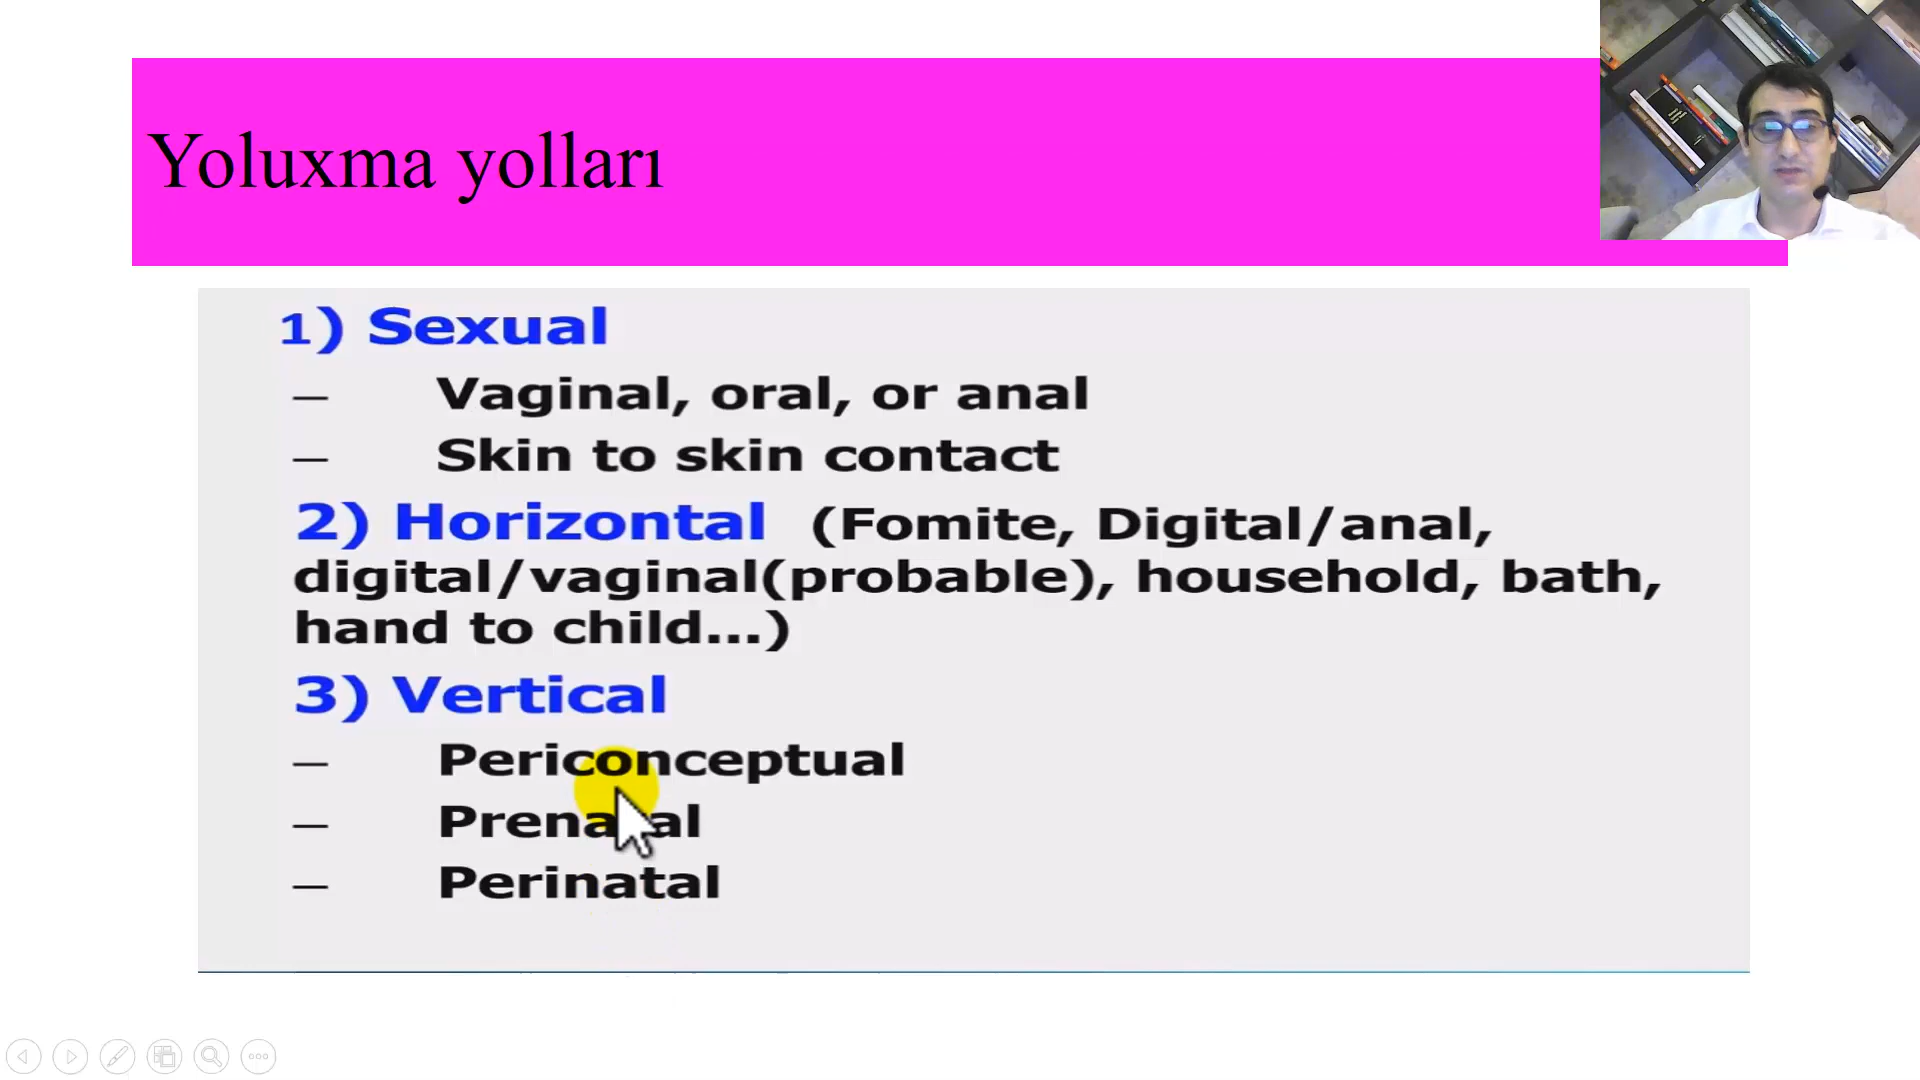 Yoluxma yolları
1) Sexual
— Vaginal, oral, or anal
— Skin to skin contact
2) Horizontal (Fomite, Digital/anal,
digital/vaginal(probable), household, bath,
hand to child...)
3) Vertical
— Periconceptual
— Prenatal
— Perinatal